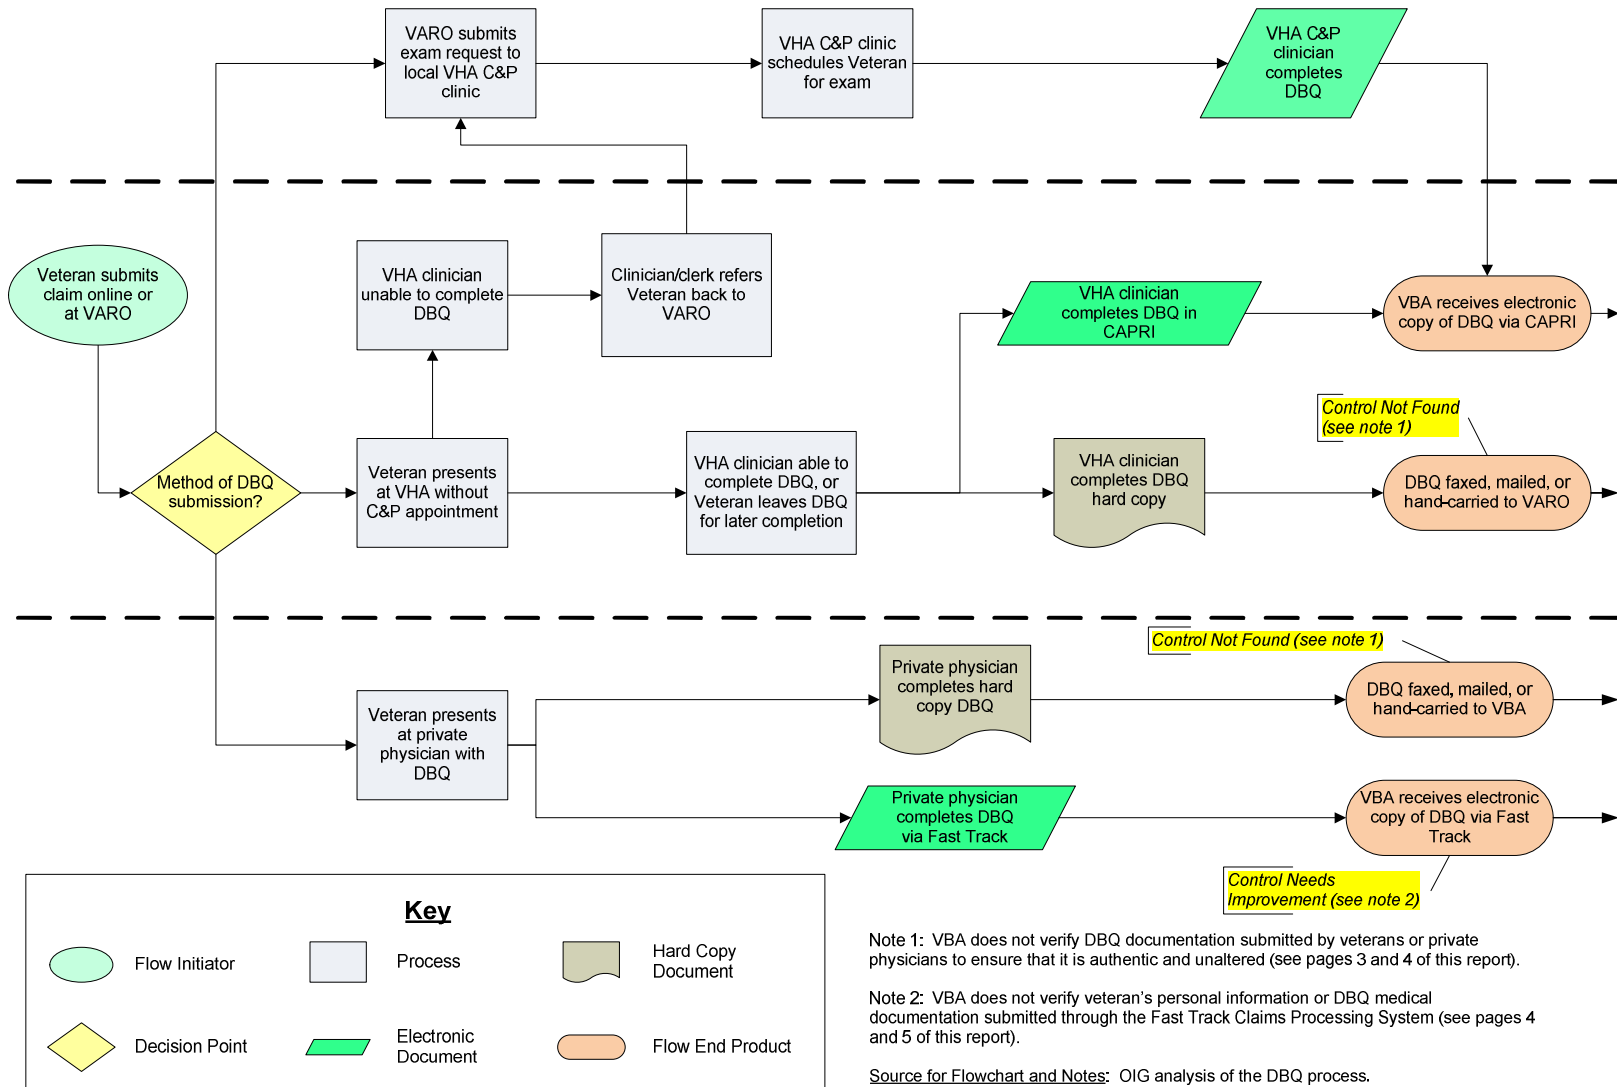 VARO submits
exam request to
local VHA C&P
clinic
VHA C&P clinic
schedules Veteran
for exam
VHA C&P
clinician
completes
DBQ
Veteran submits
claim online or
at VARO
VHA clinician
unable to complete
DBQ
Clinician/clerk refers
Veteran back to
VARO
VHA clinician
completes DBQ in
CAPRI
VBA receives electronic
copy of DBQ via CAPRI
Control Not Found
(see note 1)
Method of DBQ
submission?
Veteran presents
at VHA without
C&P appointment
VHA clinician able to
complete DBQ, or
Veteran leaves DBQ
for later completion
VHA clinician
completes DBQ
hard copy
DBQ faxed, mailed, or
hand-carried to VARO
Control Not Found (see note 1)
Veteran presents
at private
physician with
DBQ
Private physician
completes hard
copy DBQ
DBQ faxed, mailed, or
hand-carried to VBA
Private physician
completes DBQ
via Fast Track
VBA receives electronic
copy of DBQ via Fast
Track
Control Needs
Improvement (see note 2)
Key
Flow Initiator
Process
Hard Copy
Document
Decision Point
Electronic
Document
Flow End Product
Note 1: VBA does not verify DBQ documentation submitted by veterans or private
physicians to ensure that it is authentic and unaltered (see pages 3 and 4 of this report).
Note 2: VBA does not verify veteran's personal information or DBQ medical
documentation submitted through the Fast Track Claims Processing System (see pages 4
and 5 of this report).
Source for Flowchart and Notes: OIG analysis of the DBQ process.